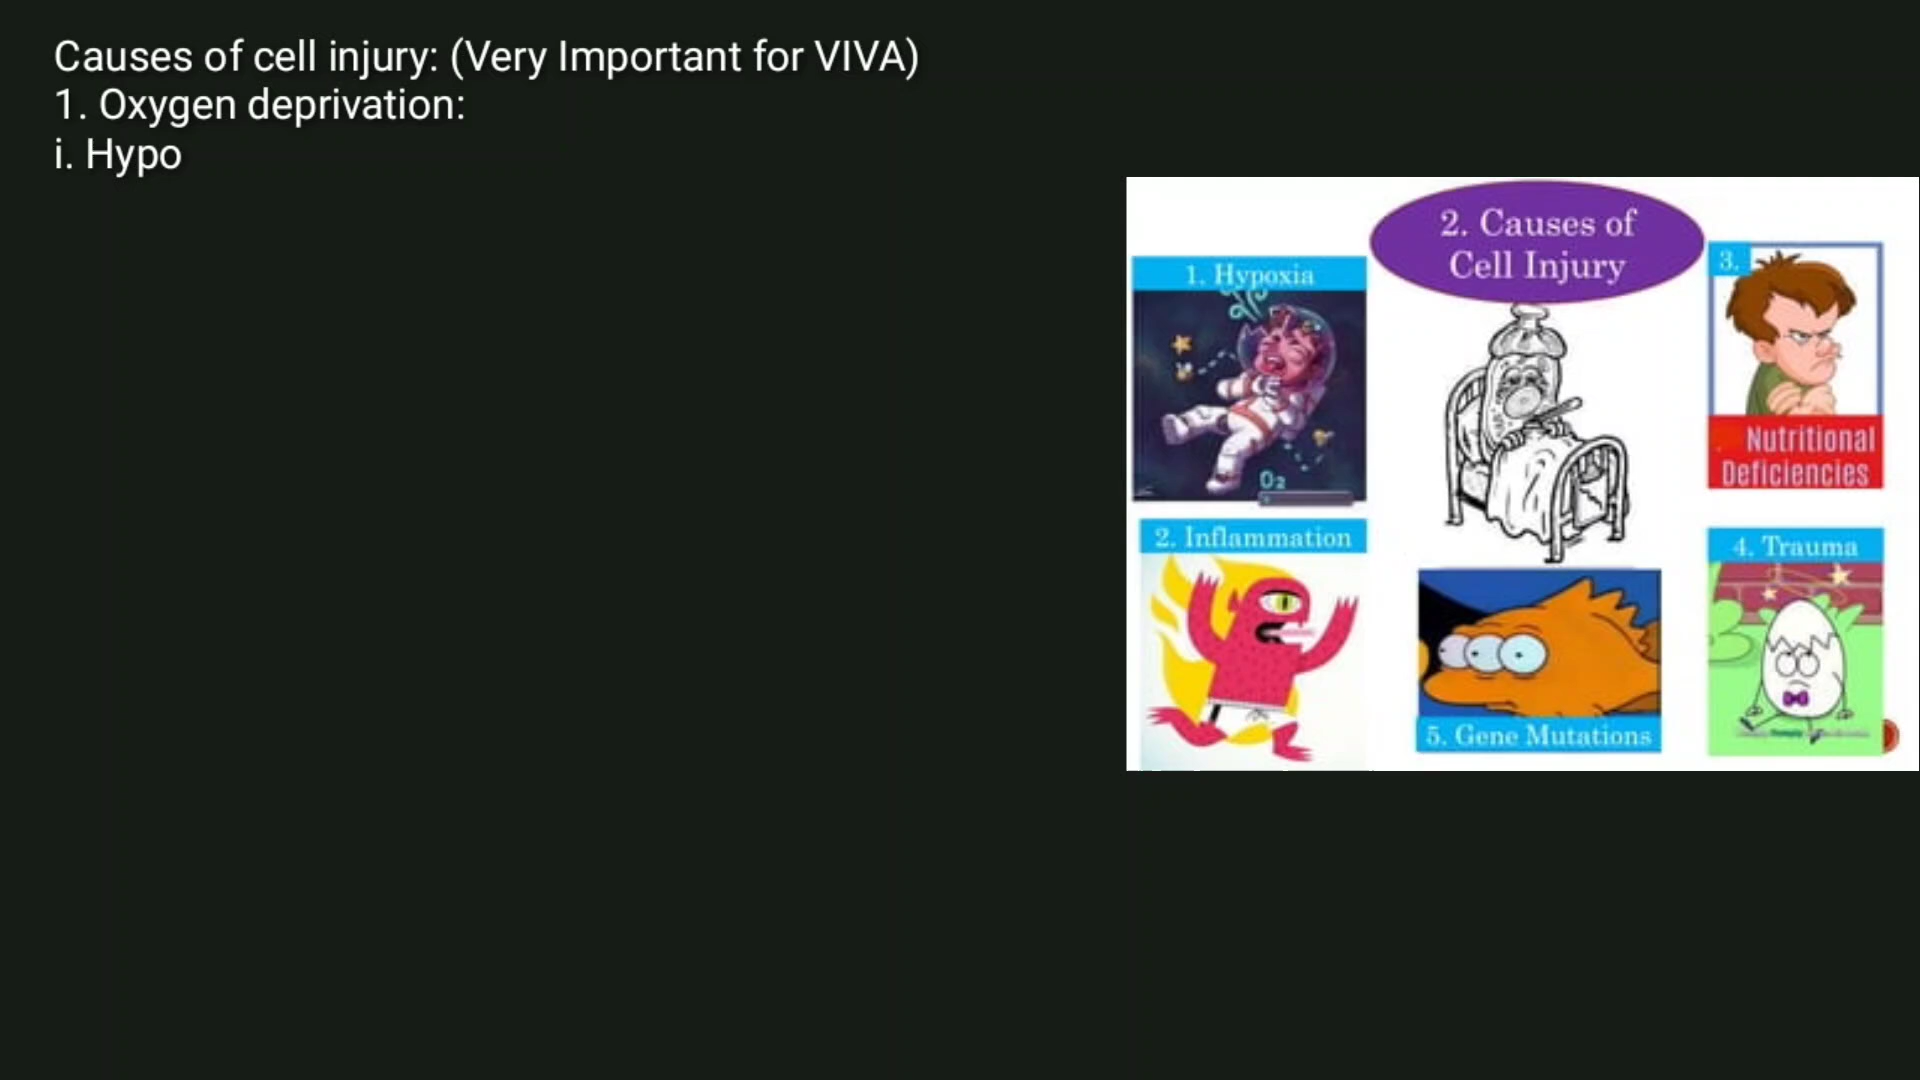 Causes of cell injury: (Very Important for VIVA)
1. Oxygen deprivation:
i. Hypo
2. Causes of
Cell Injury
1. Hypoxia
O2
3.
Nutritional
Deficiencies
2. Inflammation
4. Trauma
5. Gene Mutations